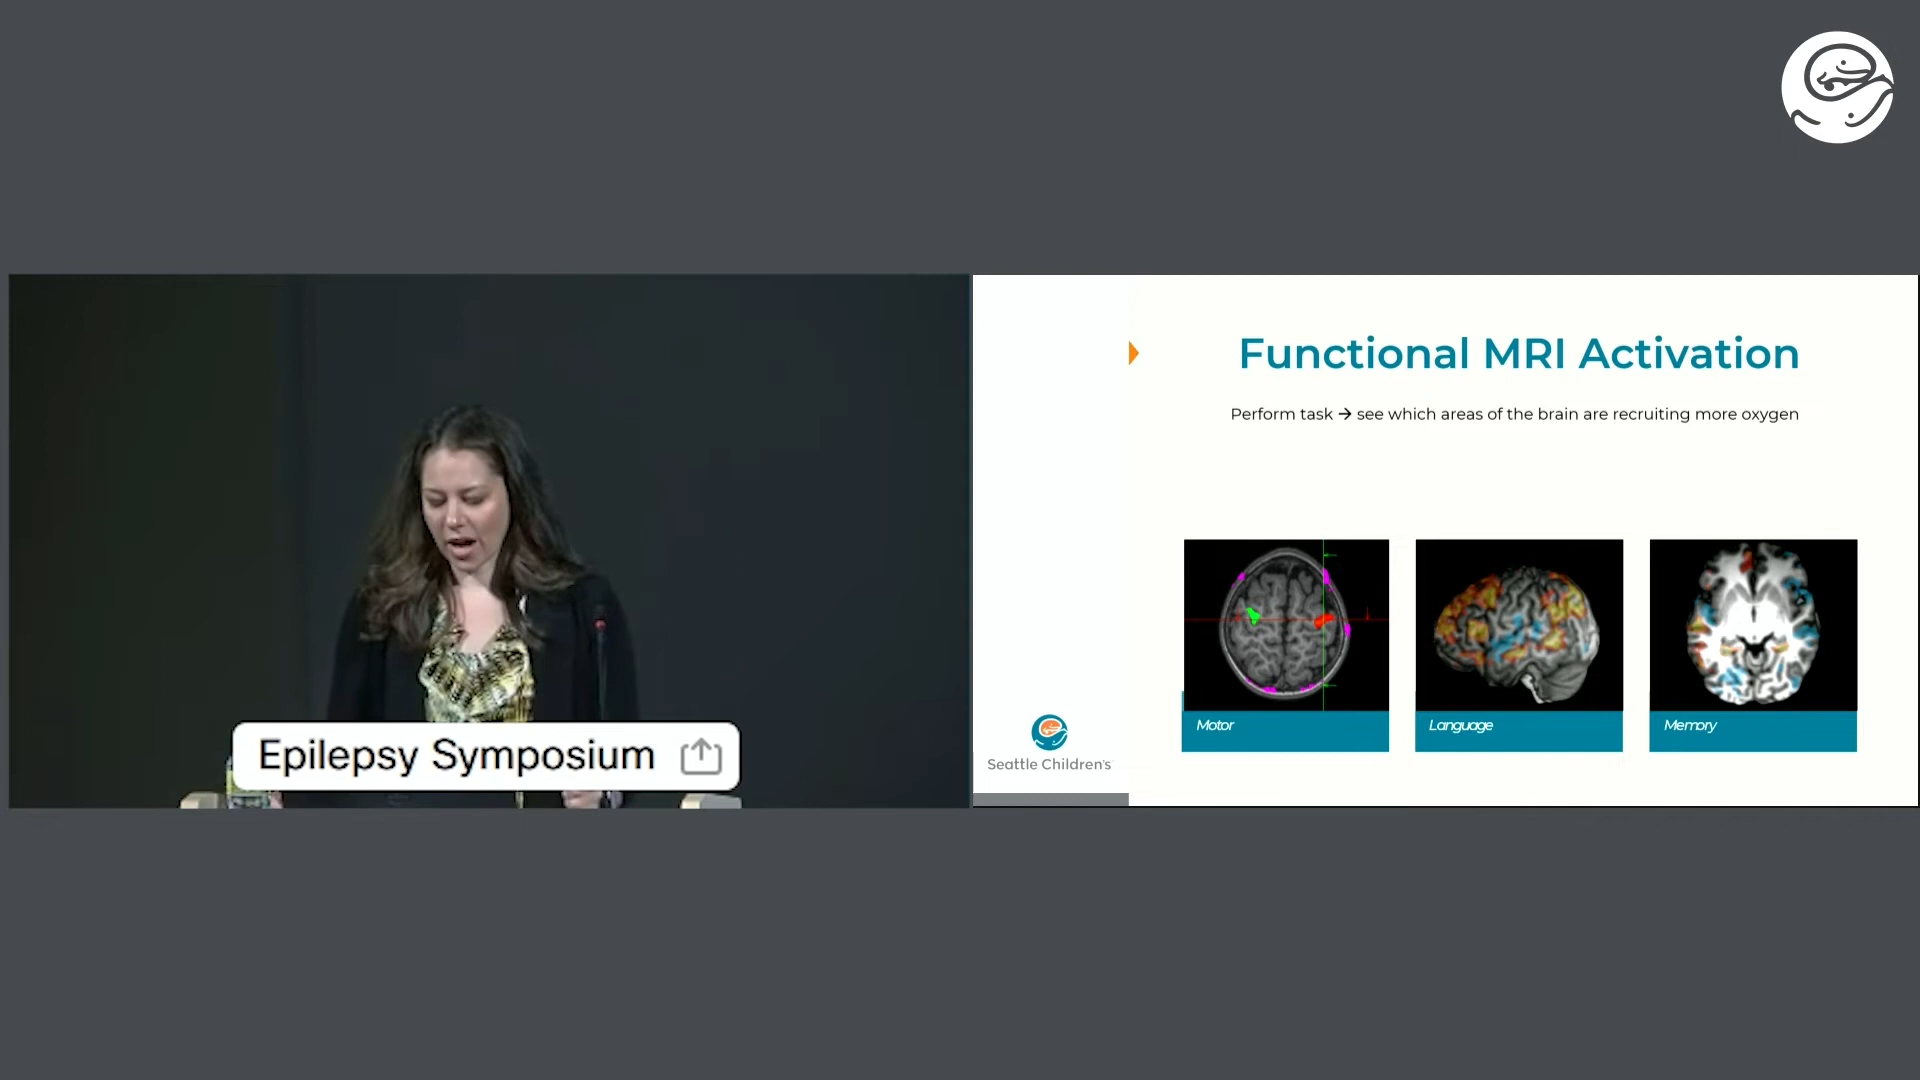 Epilepsy Symposium
Functional MRI Activation
Perform task → see which areas of the brain are recruiting more oxygen
Motor
Language
Memory
Seattle Children's